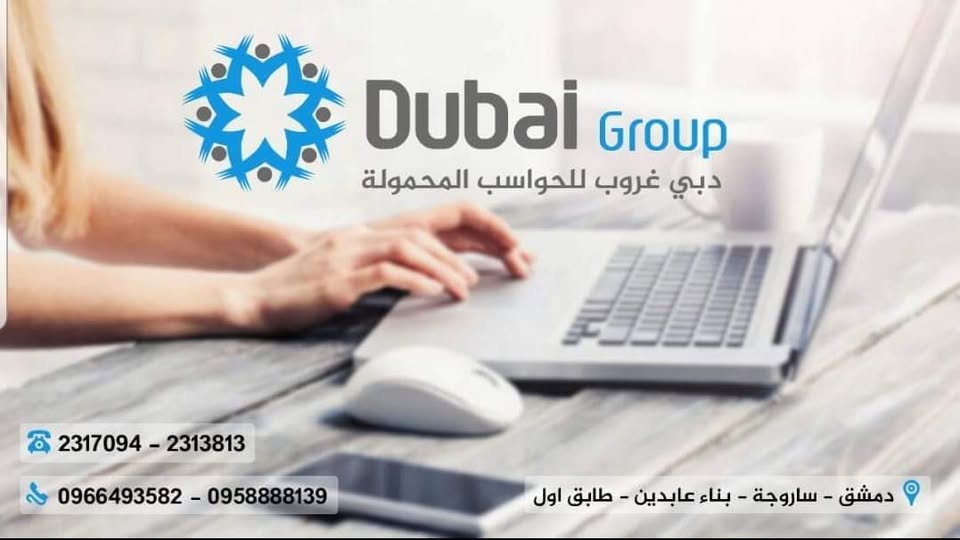 Dubai Group
دبي غروب للحواسب المحمولة
2317094 - 2313813
0966493582 - 0958888139
دمشق - ساروجة - بناء عابدين - طابق اول